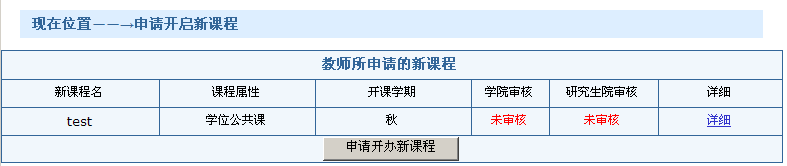 现在位置——→申请开启新课程
教师所申请的新课程
新课程名 课程属性 开课学期 学院审核 研究生院审核 详细
test 学位公共课 秋 未审核 未审核 详细
申请开办新课程